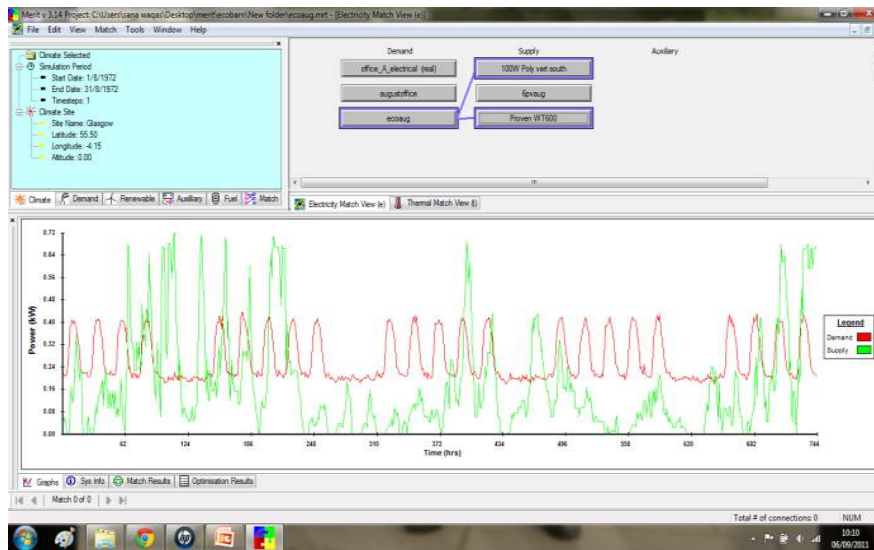 Merit v 3.14 Project: C:\Users\sana waqas\Desktop\merit\ecobarn\New folder\ecoaug.mrt - [Electricity Match View (e)]
File Edit View Match Tools Window Help
Climate Selected
Simulation Period
Start Date: 1/8/1972
End Date: 31/8/1972
Timesteps: 1
Climate Site
Site Name: Glasgow
Latitude: 55.50
Longitude: -4.15
Altitude: 0.00
Climate Demand Renewable Auxiliary Fuel Match
Demand Supply Auxiliary
office_A_electrical (real) 100W Poly vert south
augustoffice 6pvaug
ecoaug Proven WT600
Electricity Match View (e) Thermal Match View (t)
Power (kW)
0.72
0.64
0.56
0.48
0.40
0.32
0.24
0.16
0.08
0.00
62 124 186 248 310 372 434 496 558 620 682 744
Time (hrs)
Legend
Demand
Supply
Graphs Sys Info Match Results Optimisation Results
Match 0 of 0
Total # of connections: 0 NUM
10:10
06/09/2011